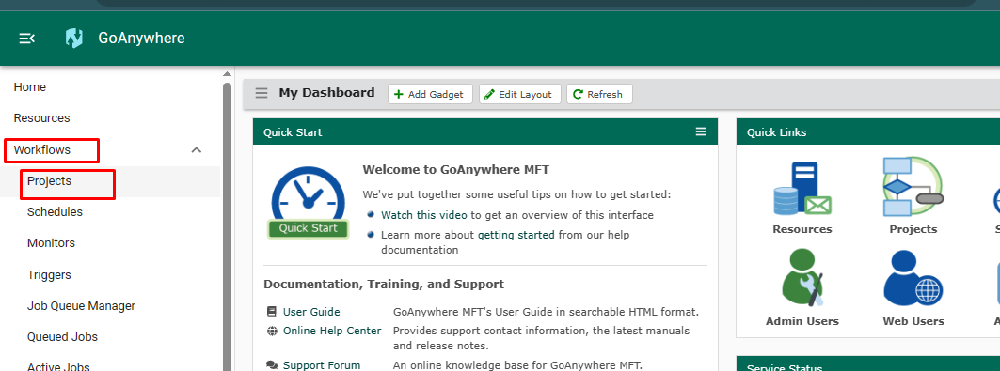 GoAnywhere
Home
Resources
Workflows
Projects
Schedules
Monitors
Triggers
Job Queue Manager
Queued Jobs
Active Jobs
My Dashboard
Add Gadget
Edit Layout
Refresh
Quick Start
Quick Start
Welcome to GoAnywhere MFT
We've put together some useful tips on how to get started:
Watch this video to get an overview of this interface
Learn more about getting started from our help
documentation
Documentation, Training, and Support
User Guide GoAnywhere MFT's User Guide in searchable HTML format.
Online Help Center Provides support contact information, the latest manuals
and release notes.
Support Forum An online knowledge base for GoAnywhere MFT.
Quick Links
Resources Projects S
Admin Users Web Users A
Service Status